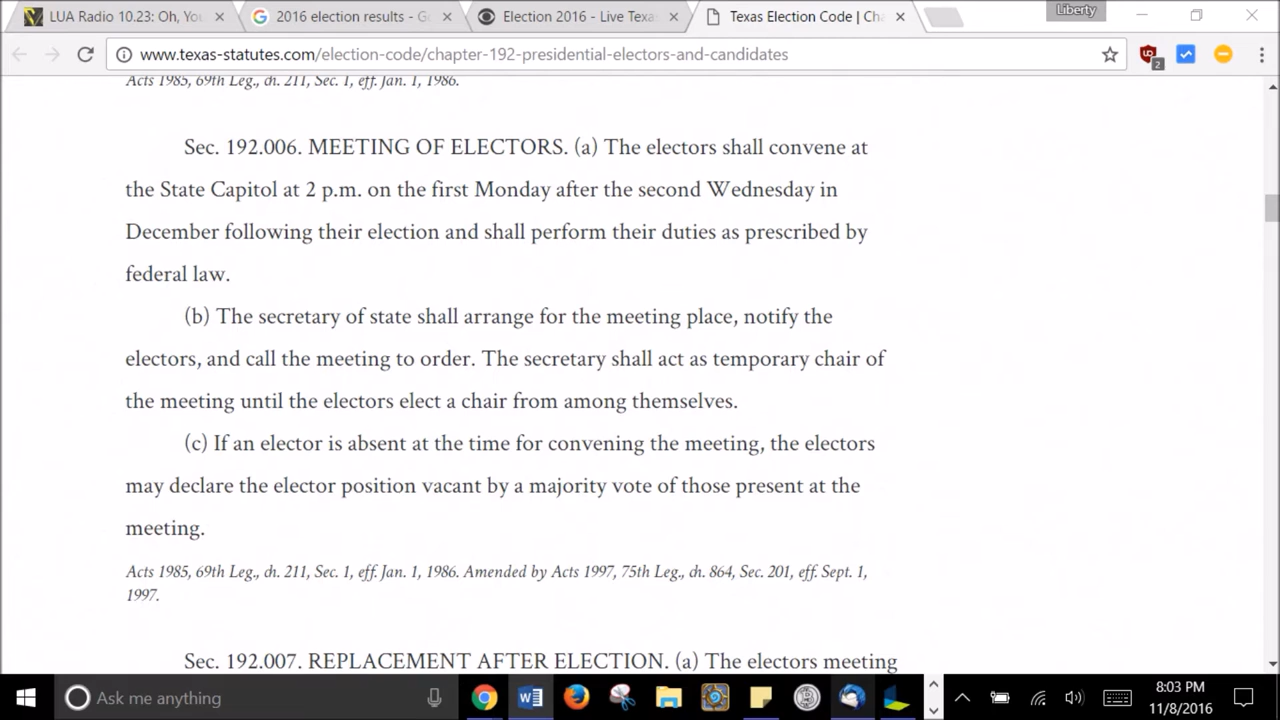 LUA Radio 10.23: Oh, You
2016 election results - Go
Election 2016 - Live Texas
Texas Election Code | Cha
Liberty
www.texas-statutes.com/election-code/chapter-192-presidential-electors-and-candidates
2
Acts 1985, 69th Leg., ch. 211, Sec. 1, eff. Jan. 1, 1986.
Sec. 192.006. MEETING OF ELECTORS. (a) The electors shall convene at
the State Capitol at 2 p.m. on the first Monday after the second Wednesday in
December following their election and shall perform their duties as prescribed by
federal law.
(b) The secretary of state shall arrange for the meeting place, notify the
electors, and call the meeting to order. The secretary shall act as temporary chair of
the meeting until the electors elect a chair from among themselves.
(c) If an elector is absent at the time for convening the meeting, the electors
may declare the elector position vacant by a majority vote of those present at the
meeting.
Acts 1985, 69th Leg., ch. 211, Sec. 1, eff. Jan. 1, 1986. Amended by Acts 1997, 75th Leg., ch. 864, Sec. 201, eff. Sept. 1,
1997.
Sec. 192.007. REPLACEMENT AFTER ELECTION. (a) The electors meeting
Ask me anything
8:03 PM
11/8/2016